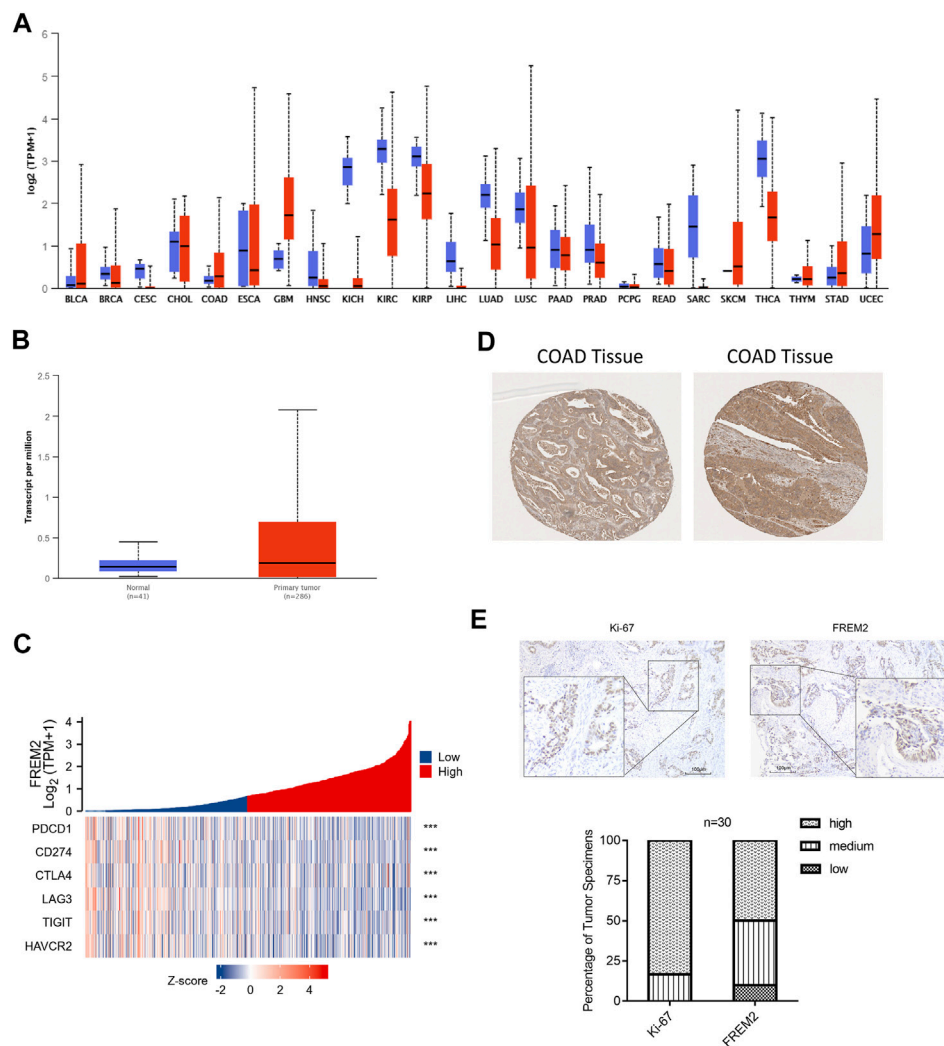 A
log2 (TPM+1)
6
5
4
3
2
1
0
BLCA BRCA CESC CHOL COAD ESCA GBM HNSC KICH KIRC KIRP LIHC LUAD LUSC PAAD PRAD PCPG READ SARC SKCM THCA THYM STAD UCEC
B
Transcript per million
2.5
2
1.5
1
0.5
0
Normal
(n=41)
Primary tumor
(n=286)
C
FREM2
Log2 (TPM+1)
4
3
2
1
0
Low
High
PDCD1 ***
CD274 ***
CTLA4 ***
LAG3 ***
TIGIT ***
HAVCR2 ***
Z-score
-2 0 2 4
D
COAD Tissue COAD Tissue
E
Ki-67 FREM2
100μm 100μm
n=30
high
medium
low
Percentage of Tumor Specimens
100
75
50
25
0
Ki-67 FREM2